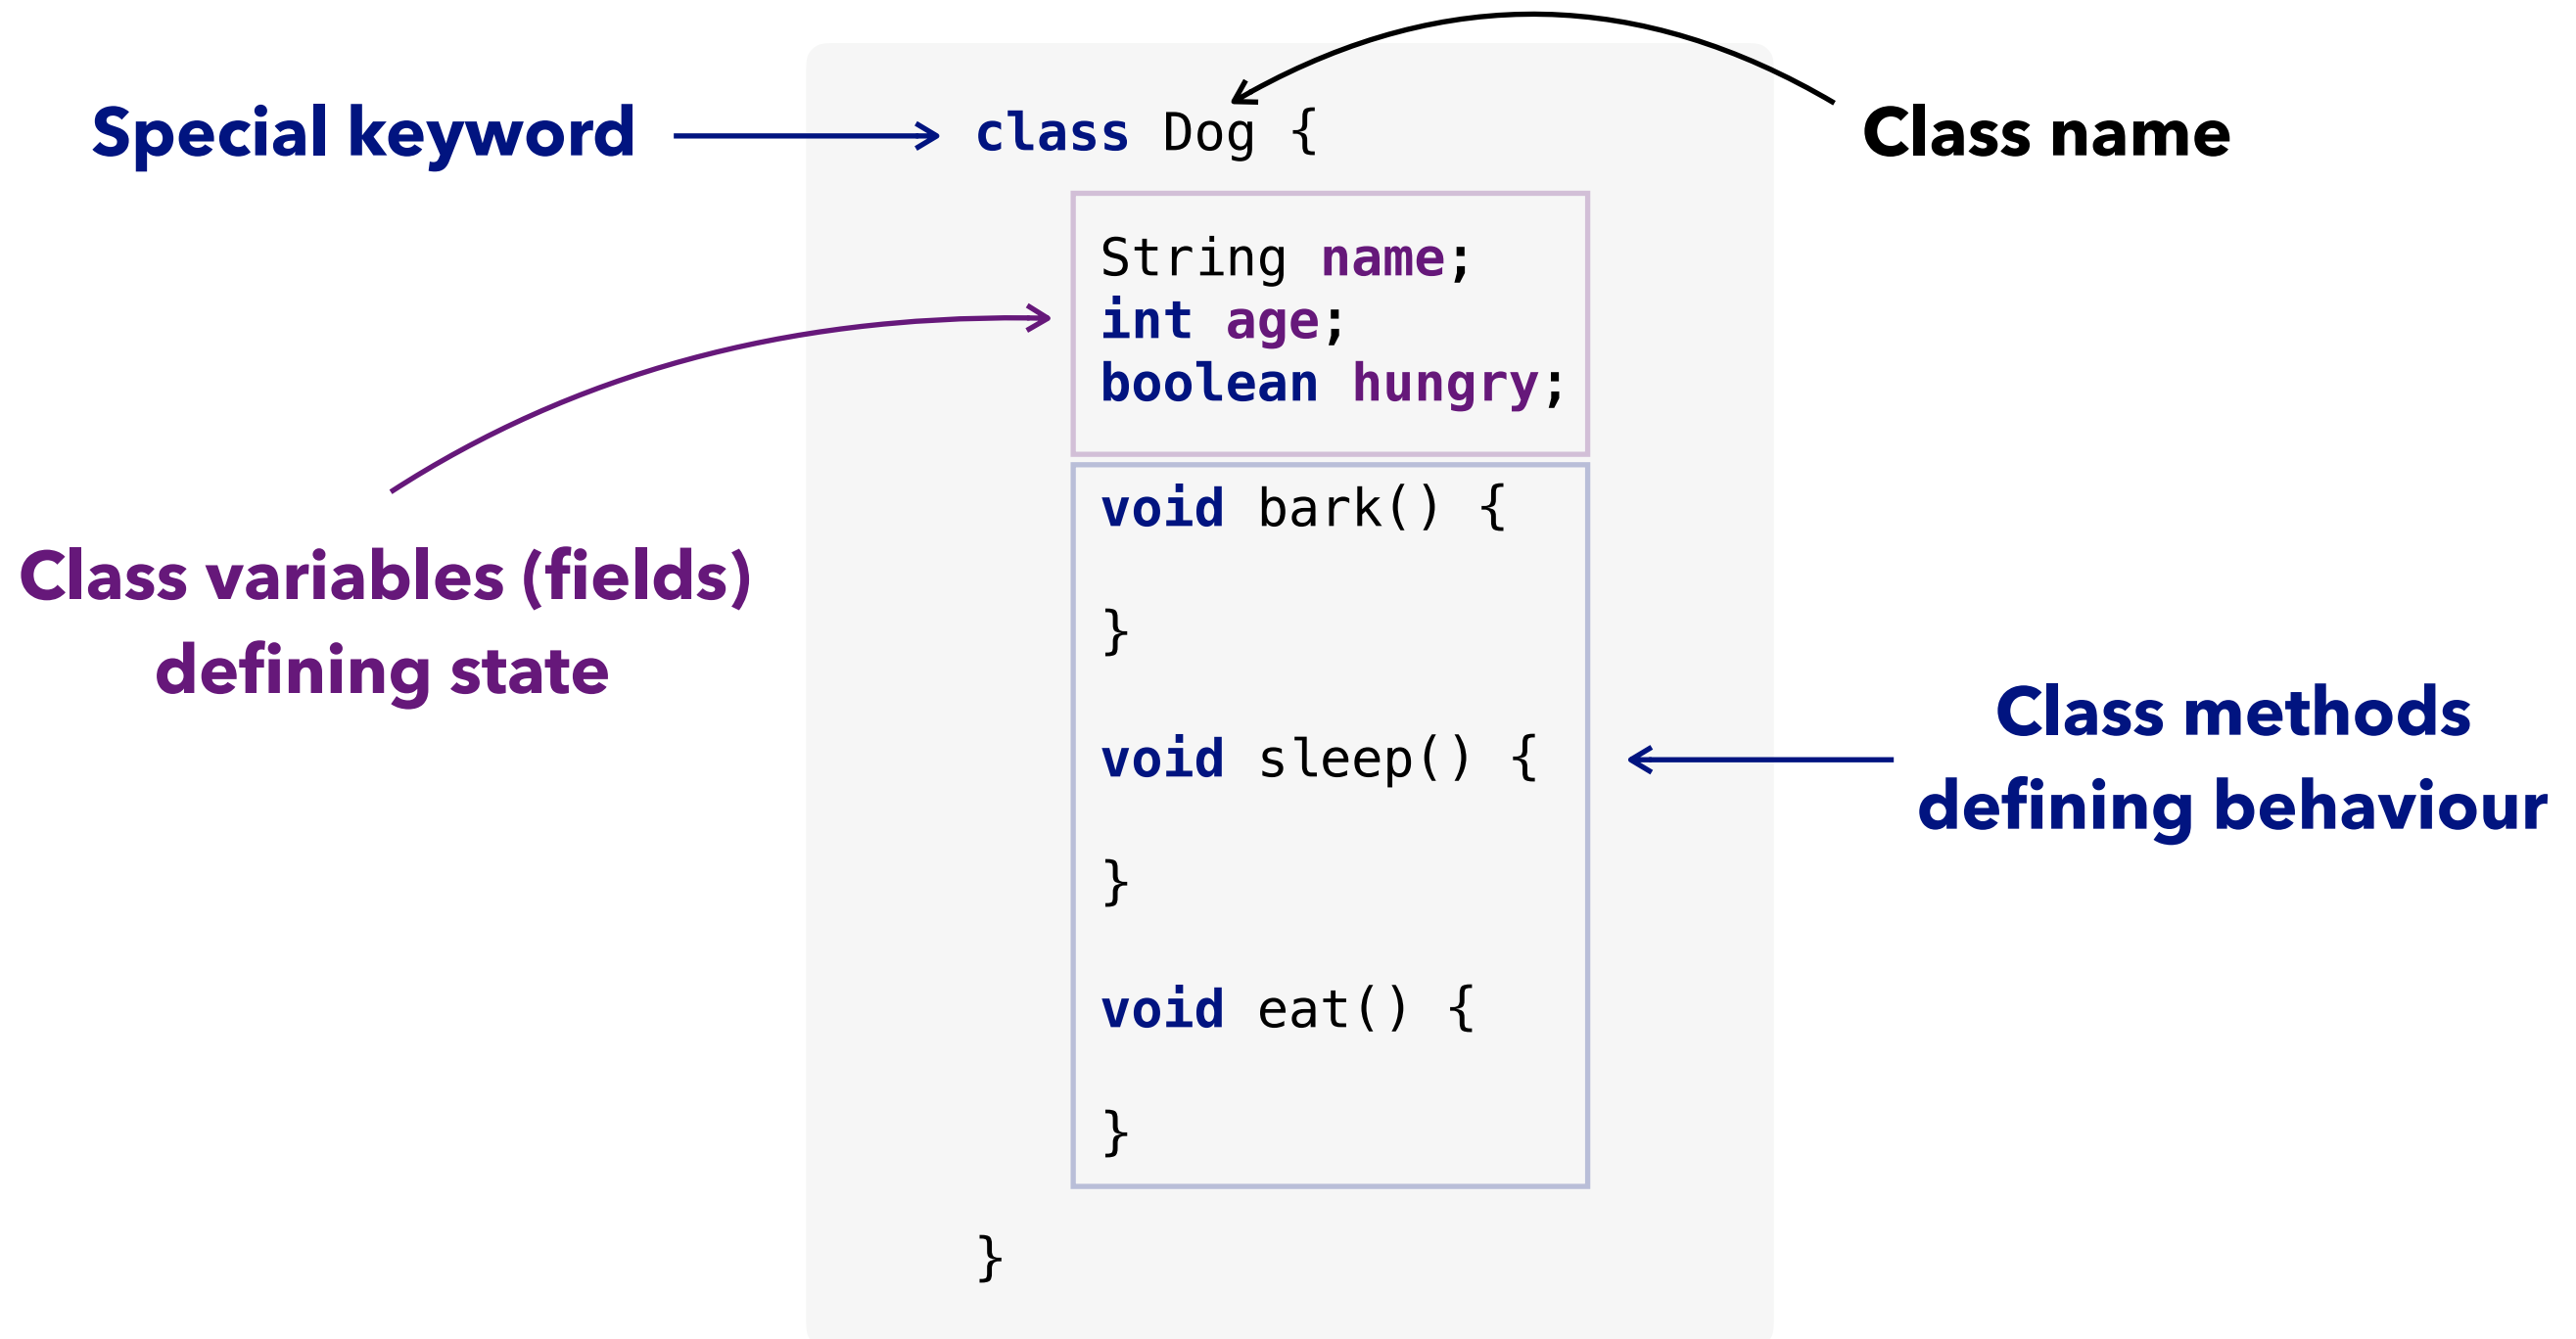 Special keyword
class Dog {
Class name
String name;
int age;
boolean hungry;
Class variables (fields)
defining state
void bark() {
}
void sleep() {
}
void eat() {
}
Class methods
defining behaviour
}